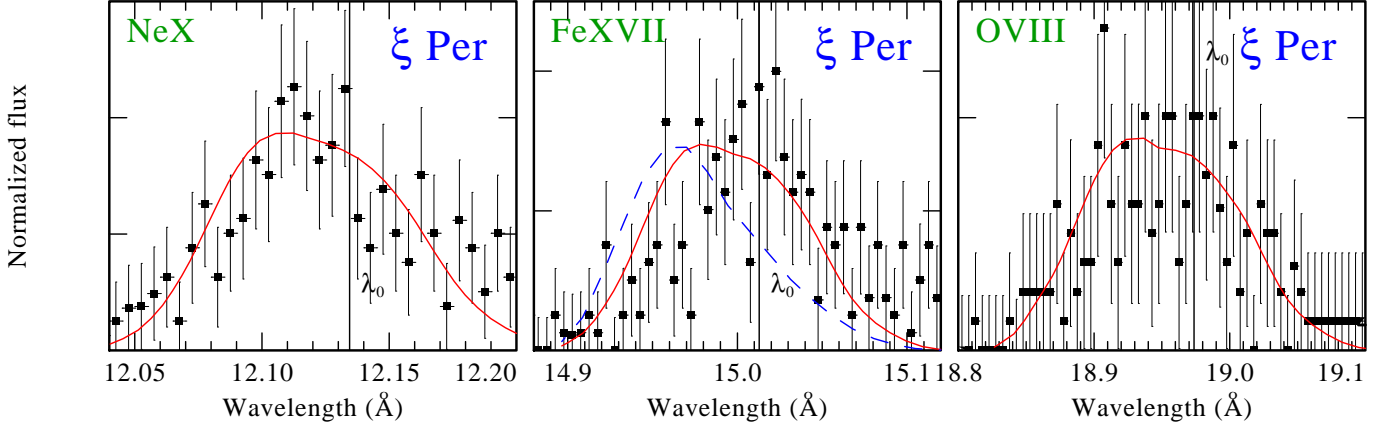 Normalized flux
NeX
ξ Per
λ0
12.05 12.10 12.15 12.20
Wavelength (Å)
FeXVII
ξ Per
λ0
14.9 15.0 15.1
Wavelength (Å)
OVIII
λ0 ξ Per
18.8 18.9 19.0 19.1
Wavelength (Å)